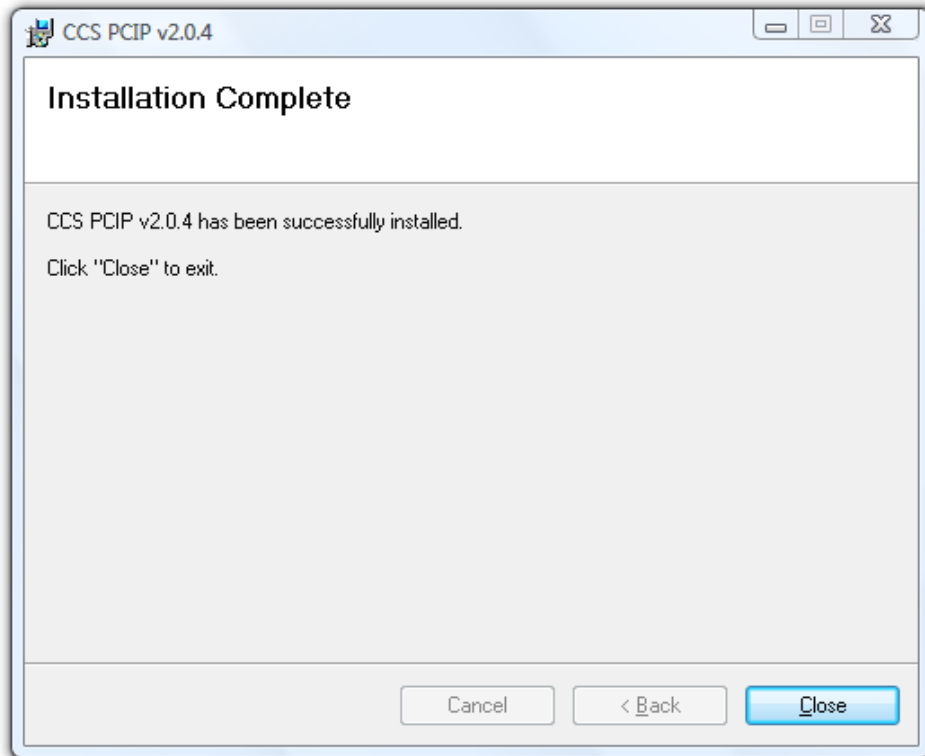 CCS PCIP v2.0.4
Installation Complete
CCS PCIP v2.0.4 has been successfully installed.
Click "Close" to exit.
Cancel
< Back
Close